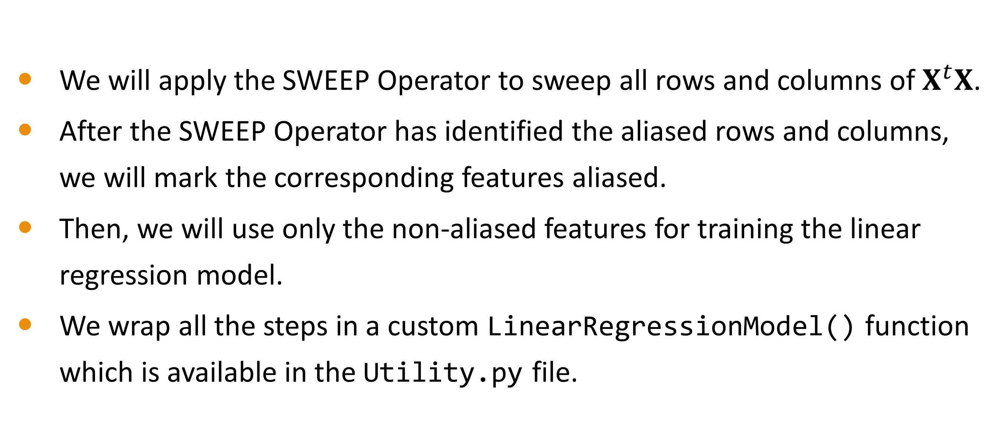 • We will apply the SWEEP Operator to sweep all rows and columns of 𝐗ᵗ𝐗.
• After the SWEEP Operator has identified the aliased rows and columns,
we will mark the corresponding features aliased.
• Then, we will use only the non-aliased features for training the linear
regression model.
• We wrap all the steps in a custom LinearRegressionModel() function
which is available in the Utility.py file.